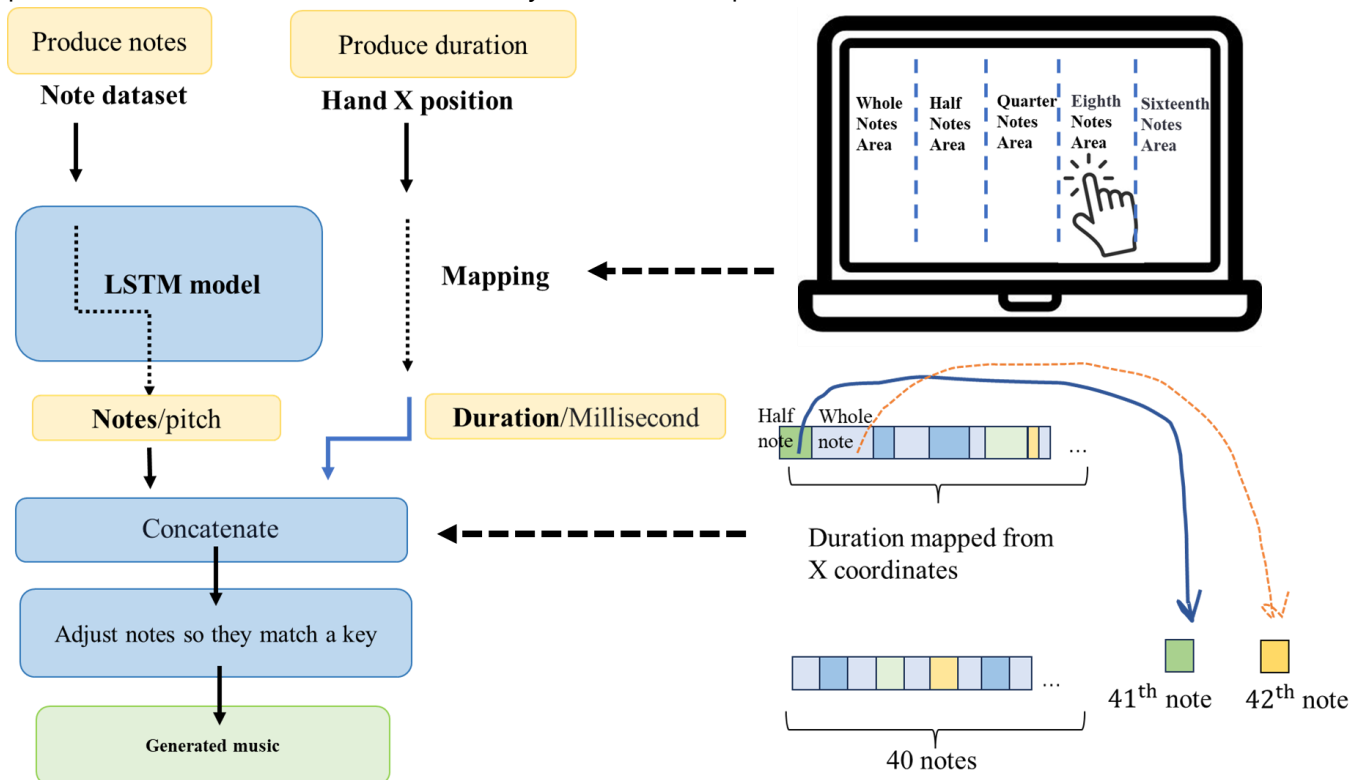 Produce notes
Produce duration
Note dataset
Hand X position
LSTM model
Mapping
Notes/pitch
Duration/Millisecond
Concatenate
Adjust notes so they match a key
Generated music
Whole
Notes
Area
Half
Notes
Area
Quarter
Notes
Area
Eighth
Notes
Area
Sixteenth
Notes
Area
Half
note
Whole
note
...
Duration mapped from
X coordinates
...
40 notes
41th note
42th note